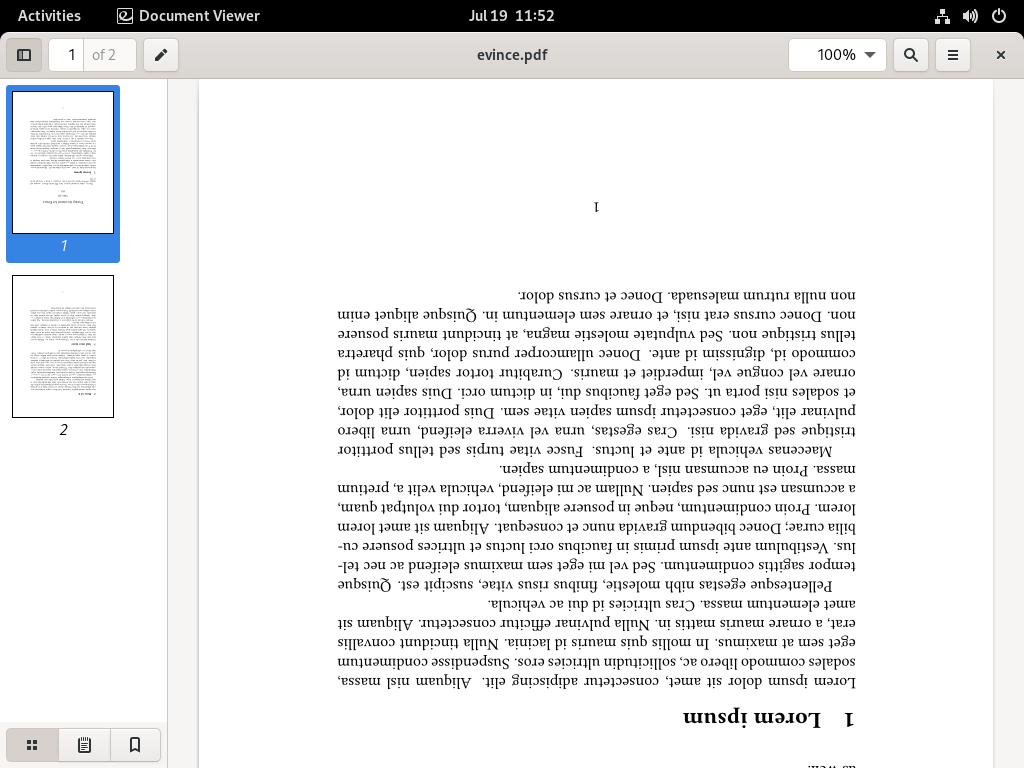 Activities
Document Viewer
Jul 19 11:52
1 of 2
evince.pdf
100%
1
2
1 Lorem ipsum
Lorem ipsum dolor sit amet, consectetur adipiscing elit. Aliquam nisl massa,
sodales commodo libero ac, sollicitudin ultricies eros. Suspendisse condimentum
eget sem at maximus. In mollis quis mauris id lacinia. Nulla tincidunt convallis
erat, a ornare mauris mattis in. Nulla pulvinar efficitur consectetur. Aliquam sit
amet elementum massa. Cras ultricies id dui ac vehicula.
Pellentesque egestas nibh molestie, finibus risus vitae, suscipit est. Quisque
tempor sagittis condimentum. Sed vel mi eget sem maximus eleifend ac nec tel-
lus. Vestibulum ante ipsum primis in faucibus orci luctus et ultrices posuere cu-
bilia curae; Donec bibendum gravida nunc et consequat. Aliquam sit amet lorem
lorem. Proin condimentum, neque in posuere aliquam, tortor dui volutpat quam,
a accumsan est nunc sed sapien. Nullam ac mi eleifend, vehicula velit a, pretium
massa. Proin eu accumsan nisl, a condimentum sapien.
Maecenas vehicula id ante et luctus. Fusce vitae turpis sed tellus porttitor
tristique sed gravida nisi. Cras egestas, urna vel viverra eleifend, urna libero
pulvinar elit, eget consectetur ipsum sapien vitae sem. Duis porttitor elit dolor,
et sodales nisi porta ut. Sed eget faucibus dui, in dictum orci. Duis sapien urna,
ornare vel congue vel, imperdiet et mauris. Curabitur tortor sapien, dictum id
commodo id, dignissim id ante. Donec ullamcorper purus dolor, quis pharetra
tellus tristique non. Sed vulputate molestie magna, at tincidunt mauris posuere
non. Donec cursus erat nisi, et ornare sem elementum in. Quisque aliquet enim
non nulla rutrum malesuada. Donec et cursus dolor.
1